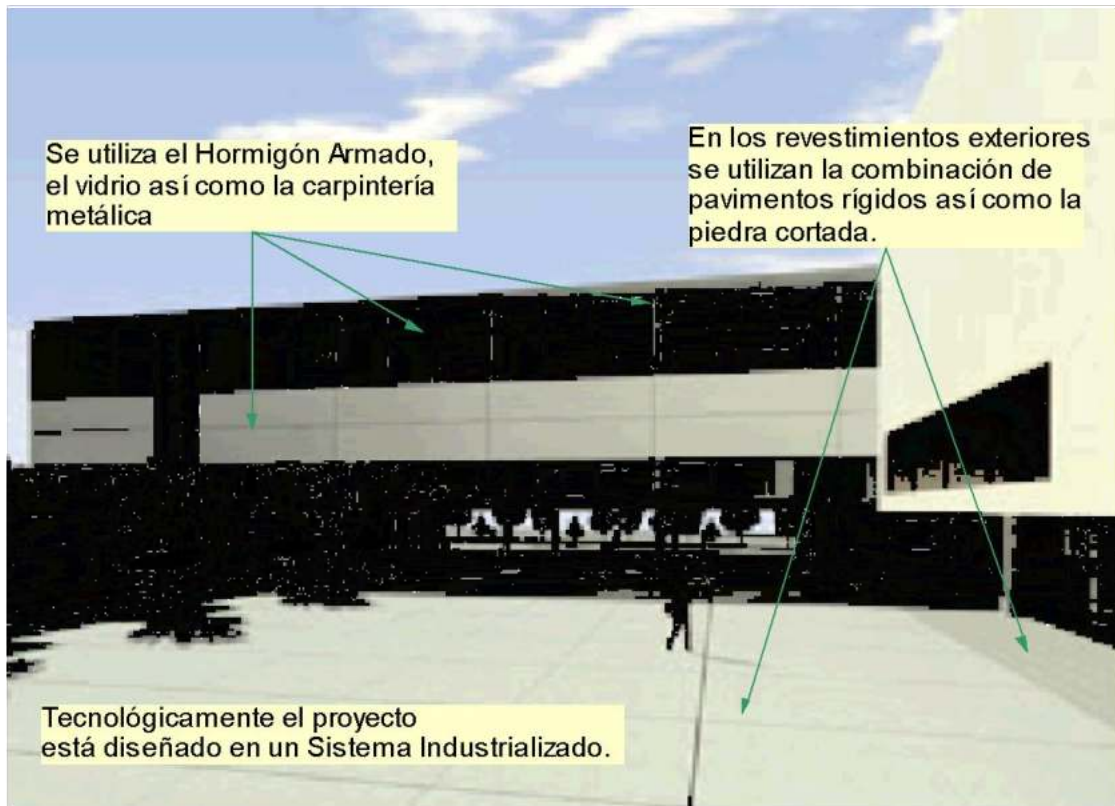 Se utiliza el Hormigón Armado,
el vidrio así como la carpintería
metálica
En los revestimientos exteriores
se utilizan la combinación de
pavimentos rígidos así como la
piedra cortada.
Tecnológicamente el proyecto
está diseñado en un Sistema Industrializado.